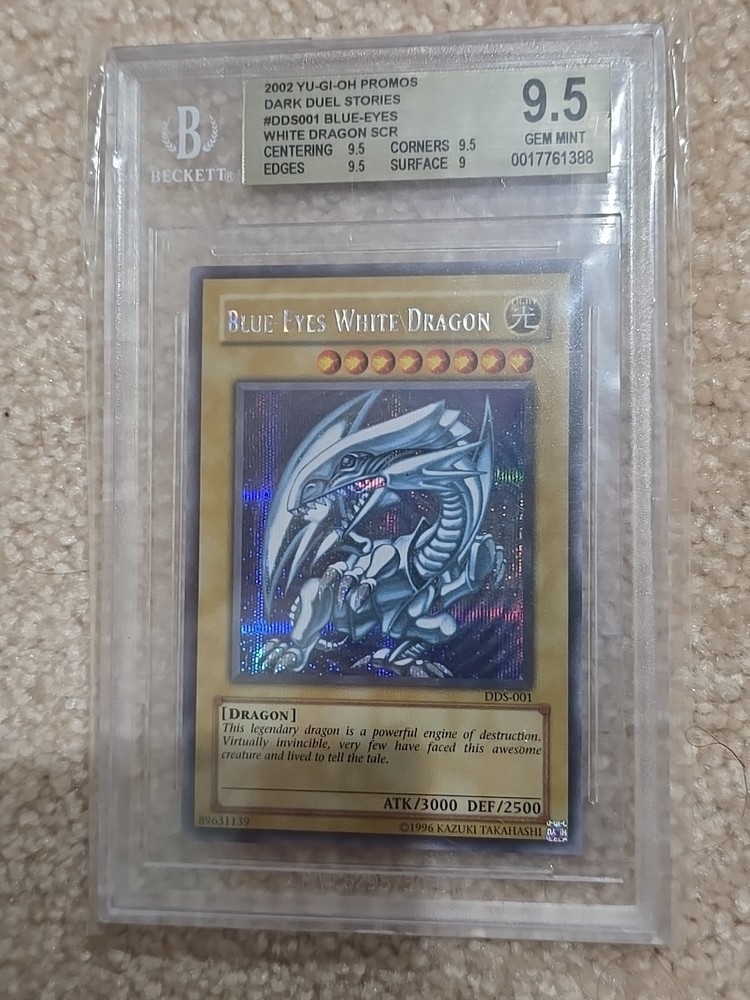 2002 YU-GI-OH PROMOS
DARK DUEL STORIES
#DDS001 BLUE-EYES
WHITE DRAGON SCR
CENTERING 9.5 CORNERS 9.5
EDGES 9.5 SURFACE 9
9.5
GEM MINT
0017761388
B
BECKETT®
BLUE-EYES WHITE DRAGON
LIGHT
光
DDS-001
[DRAGON]
This legendary dragon is a powerful engine of destruction.
Virtually invincible, very few have faced this awesome
creature and lived to tell the tale.
ATK/3000 DEF/2500
89631139
©1996 KAZUKI TAKAHASHI